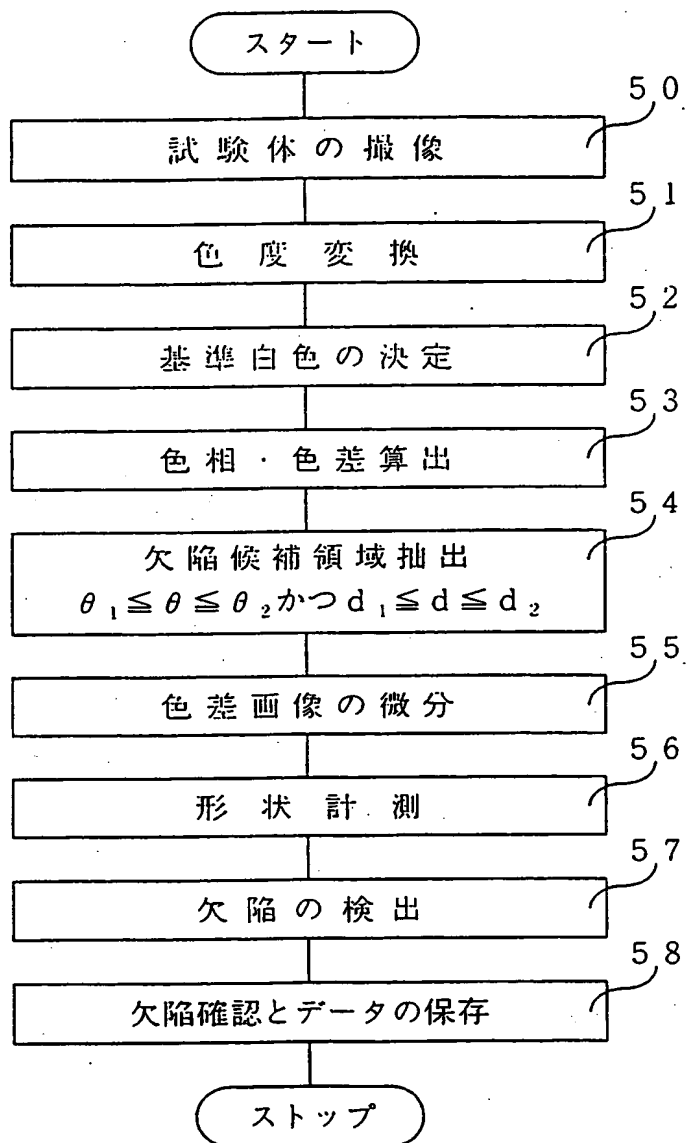 スタート
50
試験体の撮像
51
色度変換
52
基準白色の決定
53
色相・色差算出
54
欠陥候補領域抽出
θ₁≦θ≦θ₂かつd₁≦d≦d₂
55
色差画像の微分
56
形状計測
57
欠陥の検出
58
欠陥確認とデータの保存
ストップ